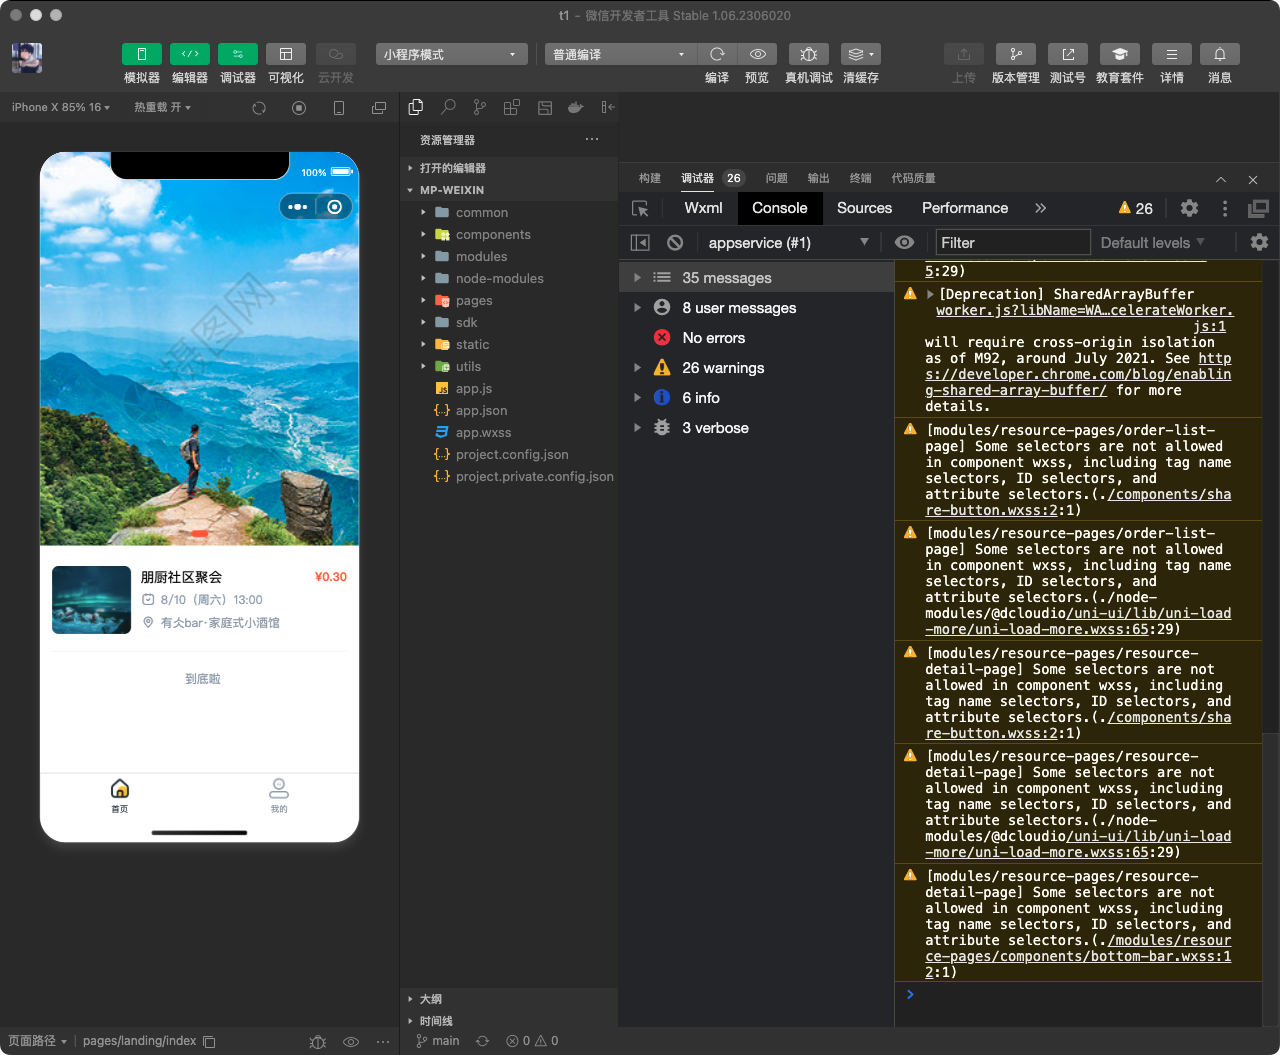 t1 - 微信开发者工具 Stable 1.06.2306020
模拟器 编辑器 调试器 可视化 云开发
小程序模式 普通编译
编译 预览 真机调试 清缓存
上传 版本管理 测试号 教育套件 详情 消息
iPhone X 85% 16 热重载 开
100%
摄图网
朋厨社区聚会 ¥0.30
8/10（周六）13:00
有仌bar·家庭式小酒馆
到底啦
首页 我的
页面路径 pages/landing/index
资源管理器
打开的编辑器
MP-WEIXIN
common
components
modules
node-modules
pages
sdk
static
utils
app.js
app.json
app.wxss
project.config.json
project.private.config.json
大纲
时间线
main 0 0
构建 调试器 26 问题 输出 终端 代码质量
Wxml Console Sources Performance 26
appservice (#1) Filter Default levels
35 messages
8 user messages
No errors
26 warnings
6 info
3 verbose
5:29)
[Deprecation] SharedArrayBuffer
worker.js?libName=WA…celerateWorker.
js:1
will require cross-origin isolation
as of M92, around July 2021. See http
s://developer.chrome.com/blog/enablin
g-shared-array-buffer/ for more
details.
[modules/resource-pages/order-list-
page] Some selectors are not allowed
in component wxss, including tag name
selectors, ID selectors, and
attribute selectors.(./components/sha
re-button.wxss:2:1)
[modules/resource-pages/order-list-
page] Some selectors are not allowed
in component wxss, including tag name
selectors, ID selectors, and
attribute selectors.(./node-
modules/@dcloudio/uni-ui/lib/uni-load
-more/uni-load-more.wxss:65:29)
[modules/resource-pages/resource-
detail-page] Some selectors are not
allowed in component wxss, including
tag name selectors, ID selectors, and
attribute selectors.(./components/sha
re-button.wxss:2:1)
[modules/resource-pages/resource-
detail-page] Some selectors are not
allowed in component wxss, including
tag name selectors, ID selectors, and
attribute selectors.(./node-
modules/@dcloudio/uni-ui/lib/uni-load
-more/uni-load-more.wxss:65:29)
[modules/resource-pages/resource-
detail-page] Some selectors are not
allowed in component wxss, including
tag name selectors, ID selectors, and
attribute selectors.(./modules/resour
ce-pages/components/bottom-bar.wxss:1
2:1)